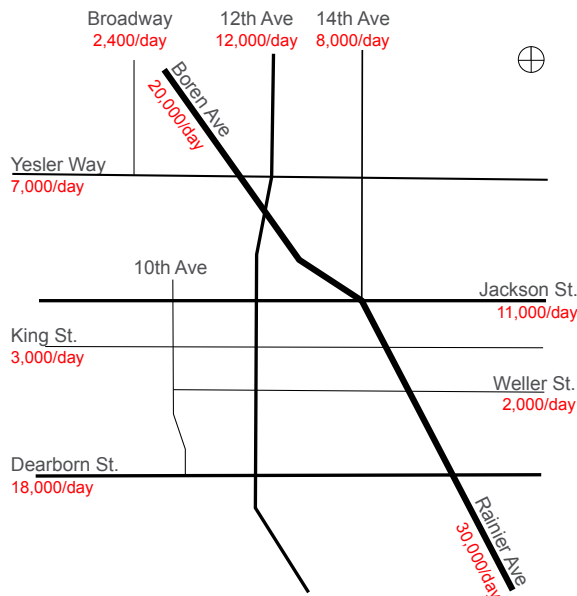 Broadway
2,400/day
12th Ave
12,000/day
14th Ave
8,000/day
Boren Ave
20,000/day
Yesler Way
7,000/day
10th Ave
Jackson St.
11,000/day
King St.
3,000/day
Weller St.
2,000/day
Dearborn St.
18,000/day
Rainier Ave
30,000/day